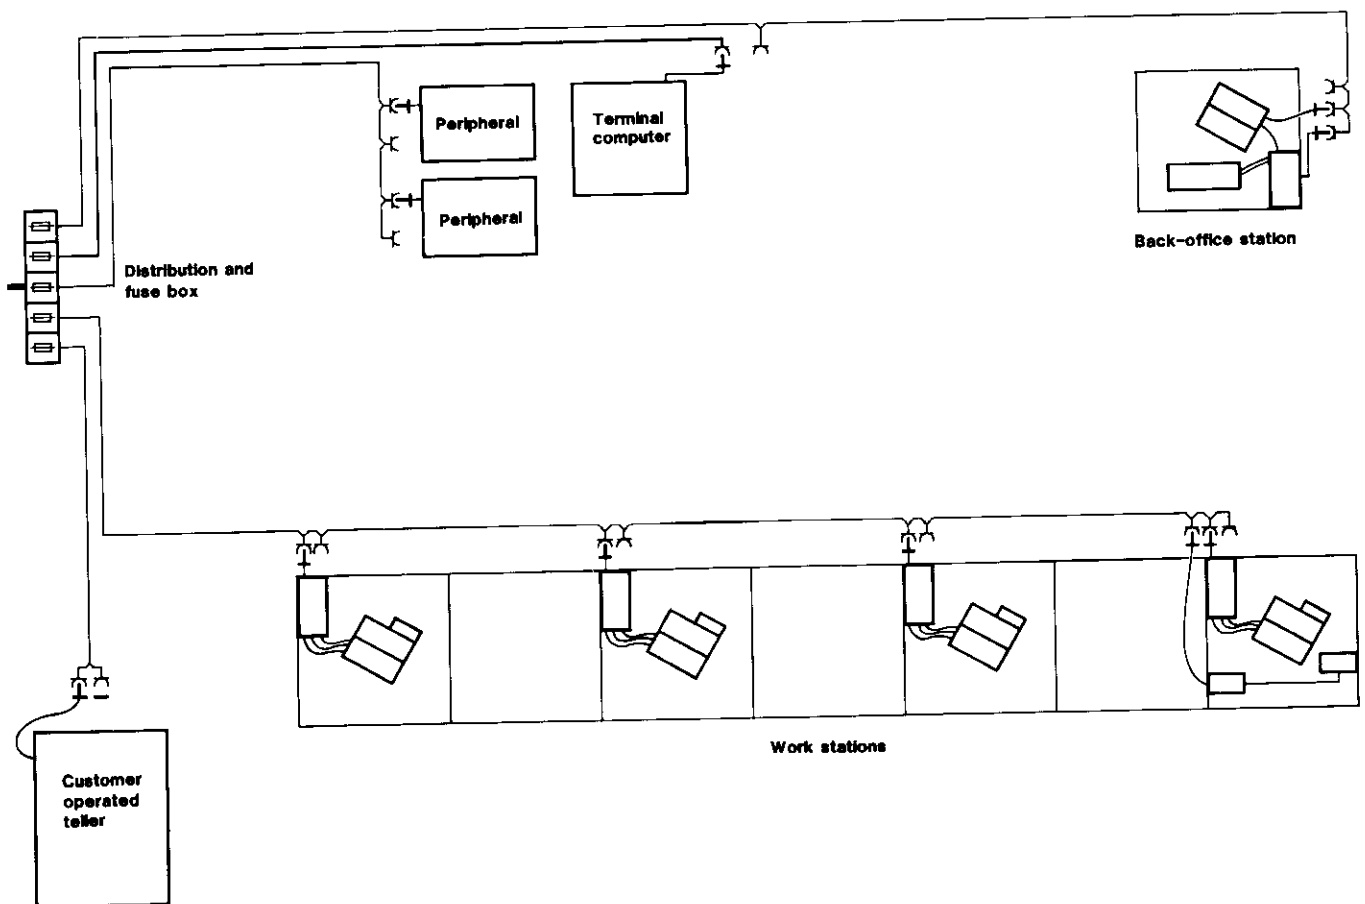 Peripheral
Terminal
computer
Peripheral
Back-office station
Distribution and
fuse box
Work stations
Customer
operated
teller